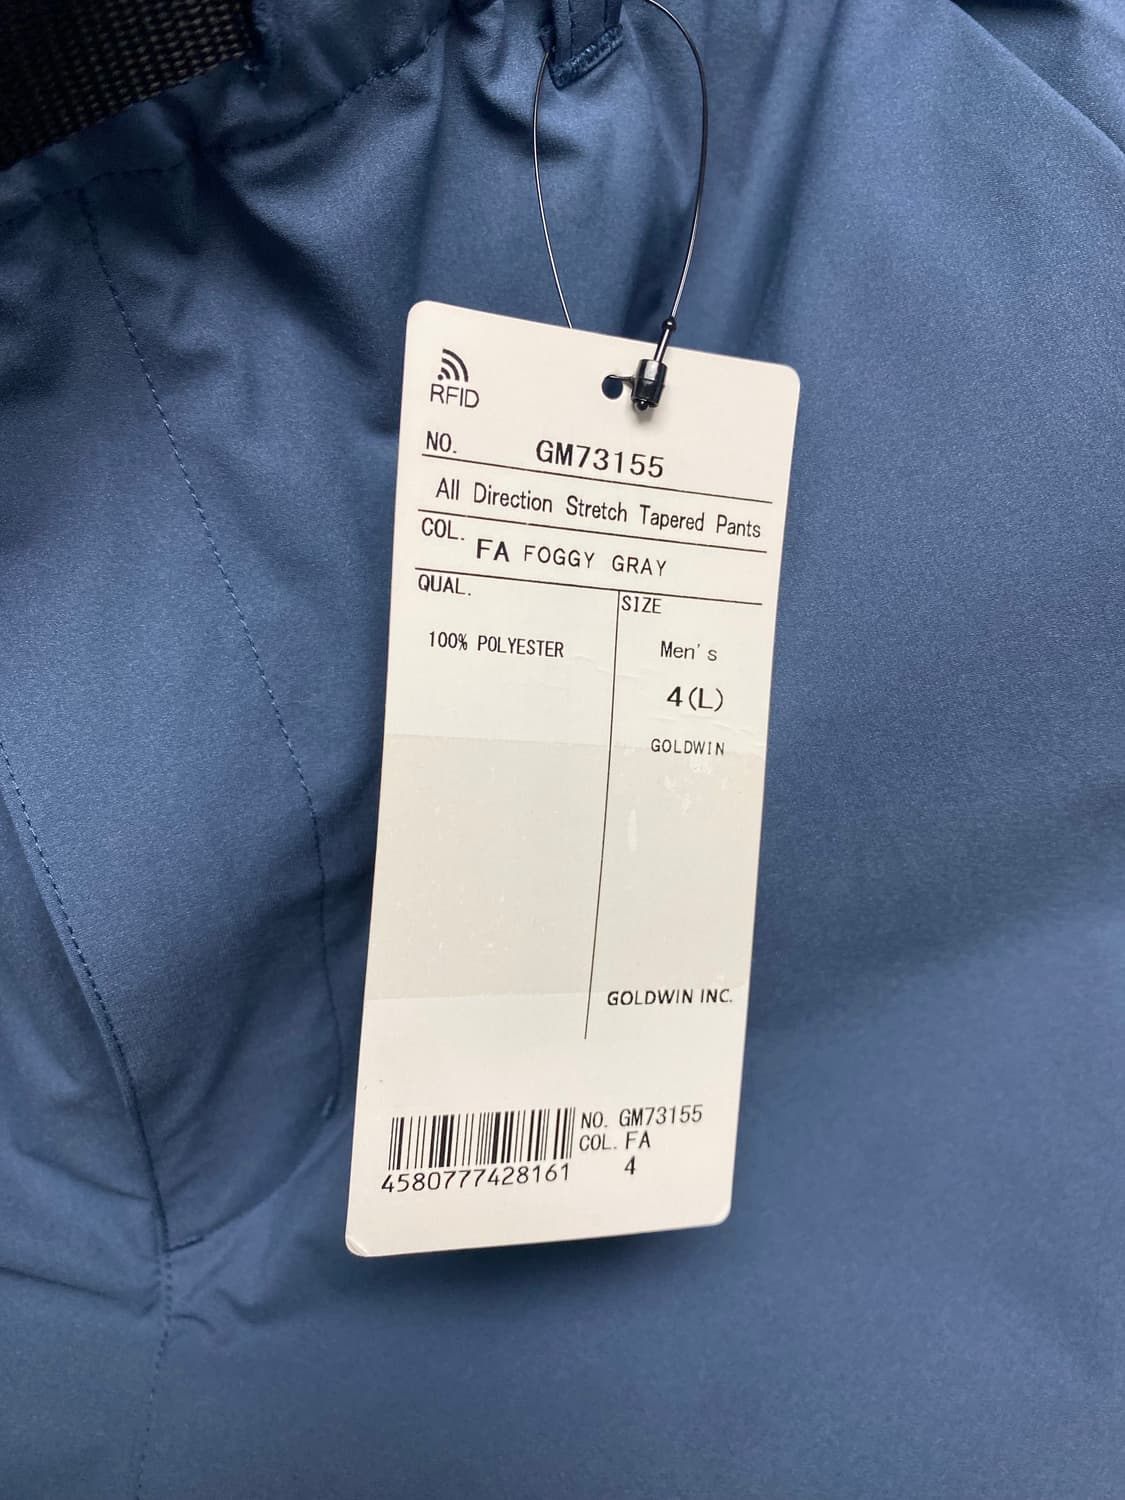 RFID
NO. GM73155
All Direction Stretch Tapered Pants
COL. FA FOGGY GRAY
QUAL.
100% POLYESTER
SIZE
Men's
4(L)
GOLDWIN
GOLDWIN INC.
4580777428161
NO. GM73155
COL. FA
4